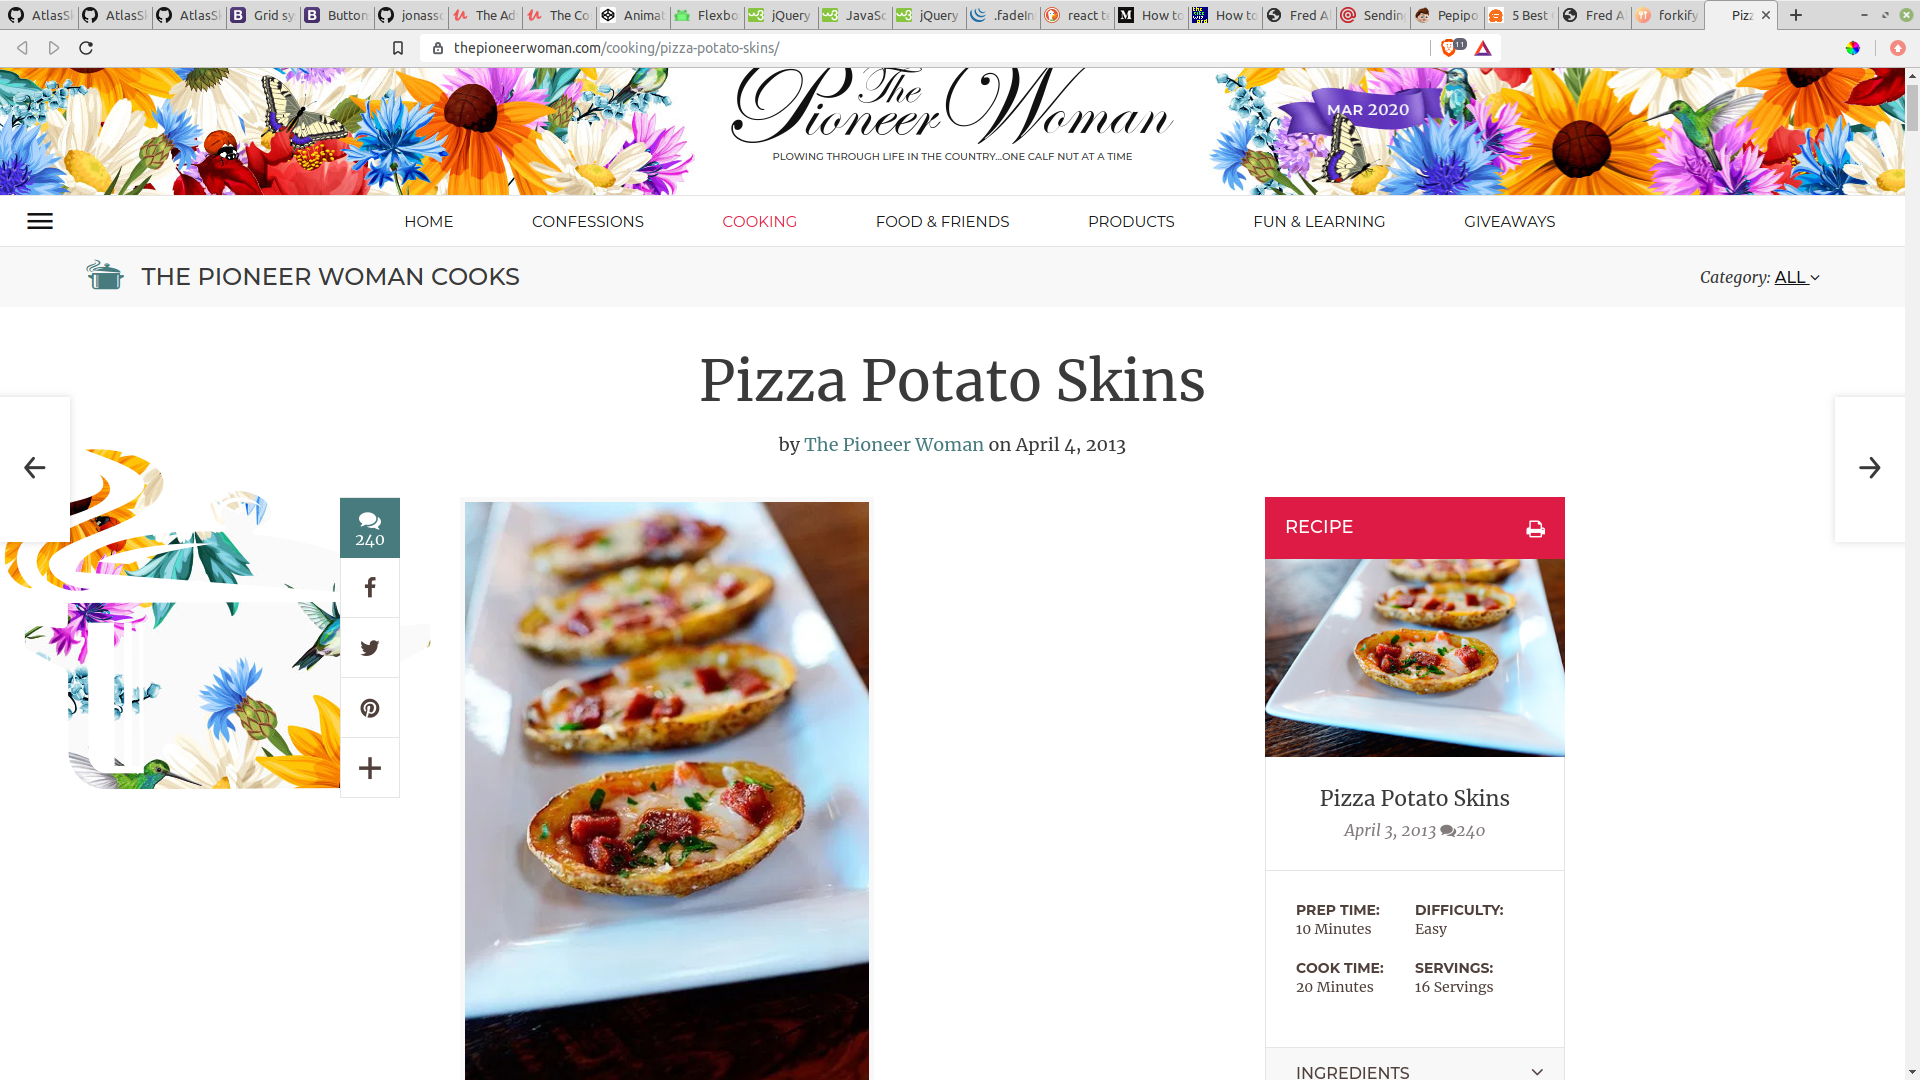 AtlasS AtlasS AtlasS Grid sy Button jonass The Ad The Co Animat Flexbo jQuery JavaSc jQuery .fadeIn react te How to How to Fred A Sendin Pepipo 5 Best Fred A forkify Pizz
thepioneerwoman.com/cooking/pizza-potato-skins/
11
The Pioneer Woman
MAR 2020
PLOWING THROUGH LIFE IN THE COUNTRY...ONE CALF NUT AT A TIME
HOME CONFESSIONS COOKING FOOD & FRIENDS PRODUCTS FUN & LEARNING GIVEAWAYS
THE PIONEER WOMAN COOKS
Category: ALL
Pizza Potato Skins
by The Pioneer Woman on April 4, 2013
240
RECIPE
Pizza Potato Skins
April 3, 2013 240
PREP TIME: DIFFICULTY:
10 Minutes Easy
COOK TIME: SERVINGS:
20 Minutes 16 Servings
INGREDIENTS